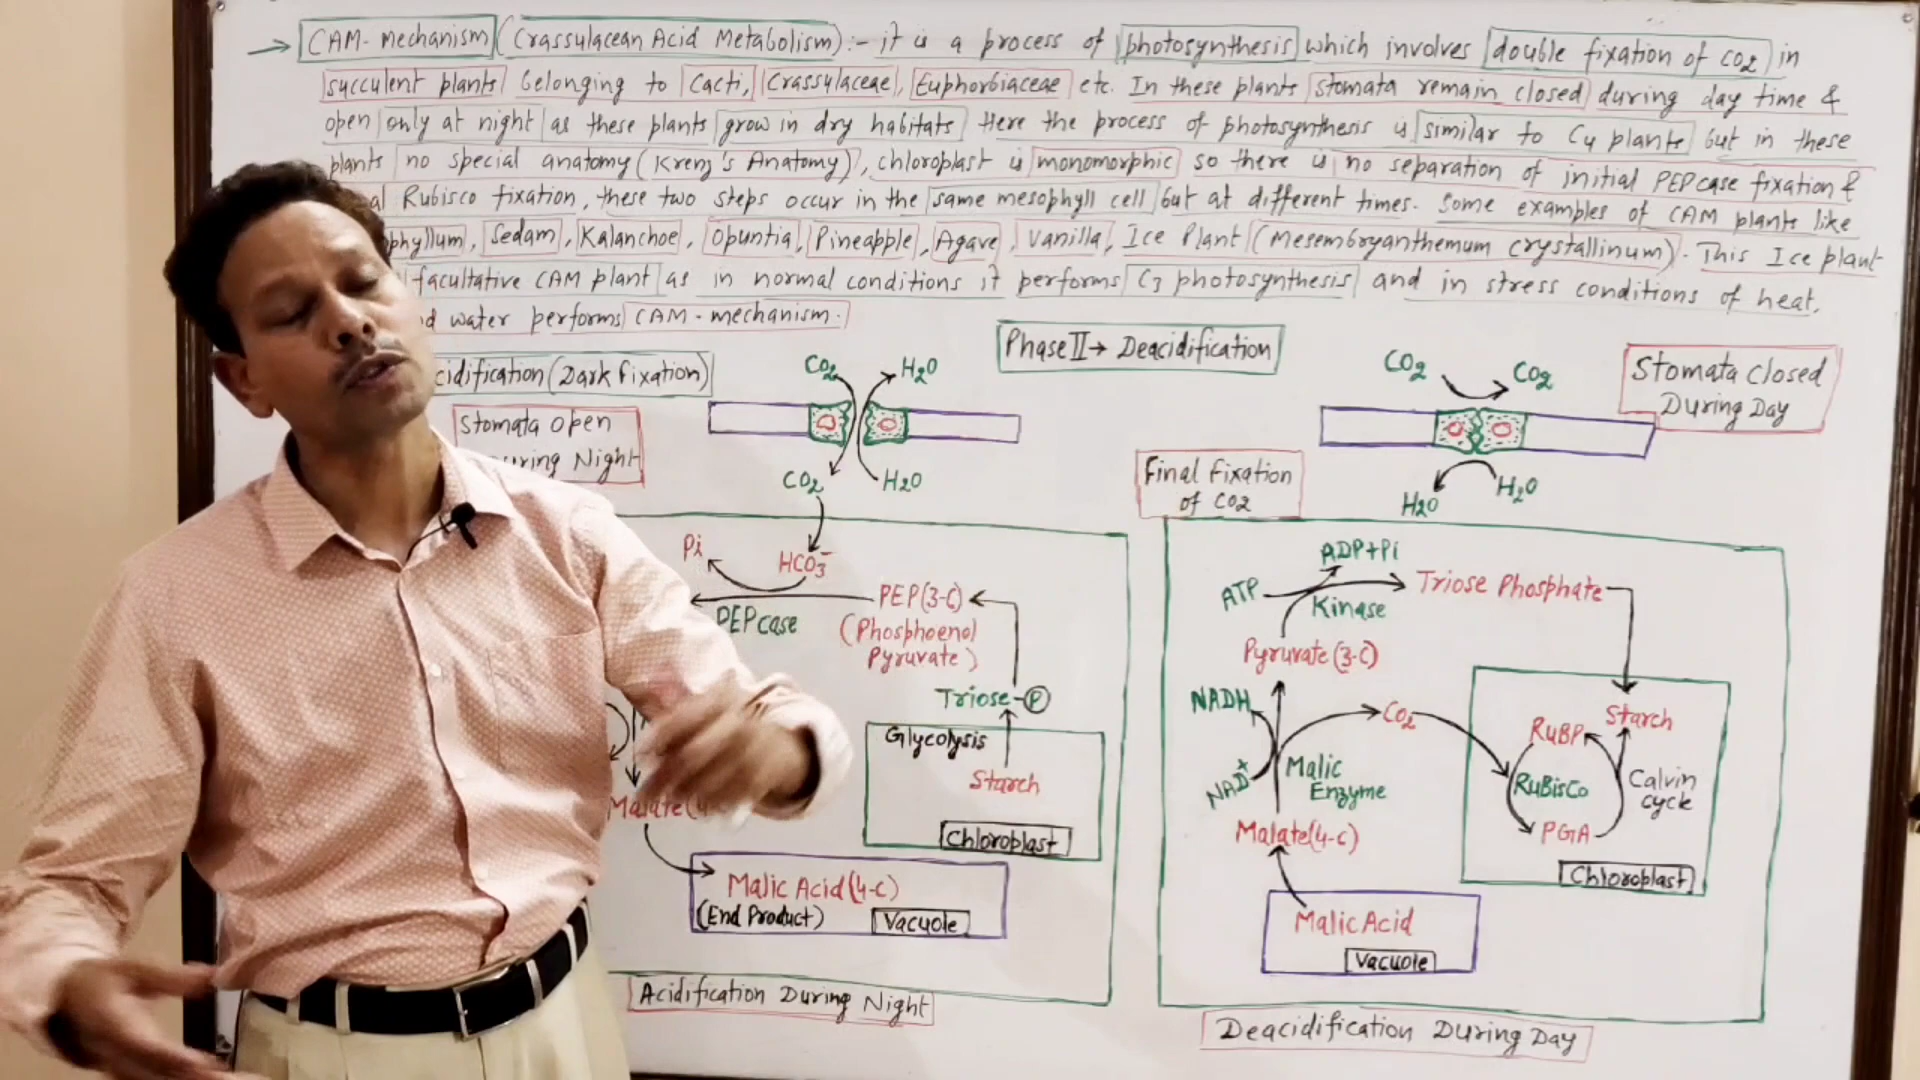 → CAM- mechanism (Crassulacean Acid Metabolism):- it is a process of photosynthesis which involves double fixation of CO2 in
succulent plants belonging to Cacti, Crassulaceae, Euphorbiaceae etc. In these plants stomata remain closed during day time &
open only at night as these plants grow in dry habitats Here the process of photosynthesis is similar to C4 plants but in these
plants no special anatomy (Krenz's Anatomy), chloroplast is monomorphic so there is no separation of initial PEPcase fixation &
al Rubisco fixation, these two steps occur in the same mesophyll cell but at different times. Some examples of CAM plants like
phyllum, Sedam, Kalanchoe, Opuntia, Pineapple, Agave, Vanilla, Ice Plant (Mesembryanthemum crystallinum). This Ice plant
facultative CAM plant as in normal conditions it performs C3 photosynthesis and in stress conditions of heat,
d water performs CAM-mechanism.
Phase II → Deacidification
cidification (Dark fixation)
Stomata Open
uring Night
CO2
H2O
CO2
H2O
CO2
CO2
Stomata Closed
During Day
H2O
H2O
Final Fixation
of CO2
Pi
HCO3-
PEP(3-C)
(Phosphoenol
Pyruvate)
PEPcase
Triose-P
Glycolysis
Starch
Chloroplast
Malate(4
Malic Acid (4-C)
(End Product)
Vacuole
Acidification During Night
ADP+Pi
ATP
Kinase
Triose Phosphate
Pyruvate (3-C)
NADH
NAD+
CO2
Malic
Enzyme
Malate(4-C)
RuBP
Starch
RuBisCo
Calvin
cycle
PGA
Chloroplast
Malic Acid
Vacuole
Deacidification During Day